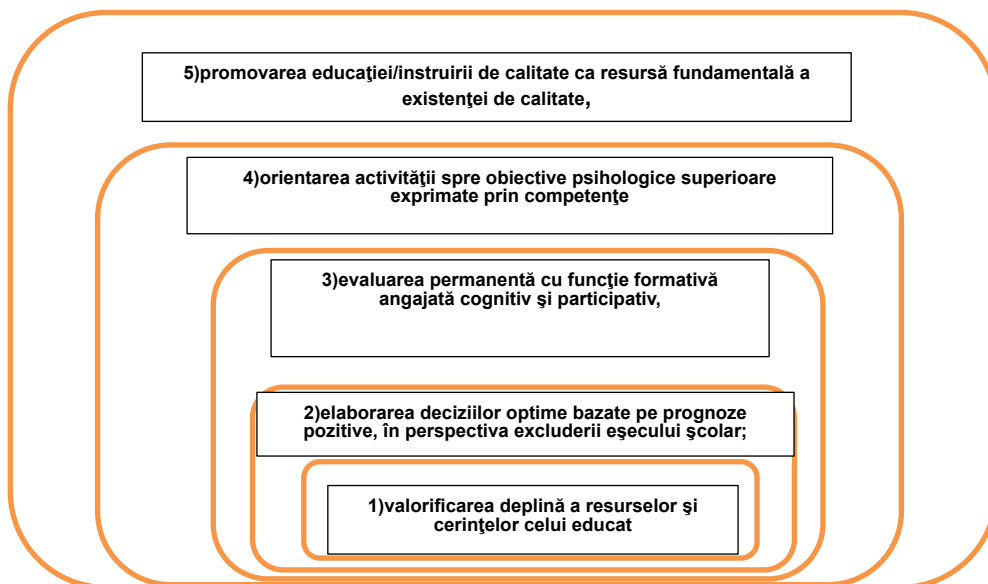 5)promovarea educaţiei/instruirii de calitate ca resursă fundamentală a
existenţei de calitate,
4)orientarea activităţii spre obiective psihologice superioare
exprimate prin competenţe
3)evaluarea permanentă cu funcţie formativă
angajată cognitiv şi participativ,
2)elaborarea deciziilor optime bazate pe prognoze
pozitive, în perspectiva excluderii eşecului şcolar;
1)valorificarea deplină a resurselor şi
cerinţelor celui educat